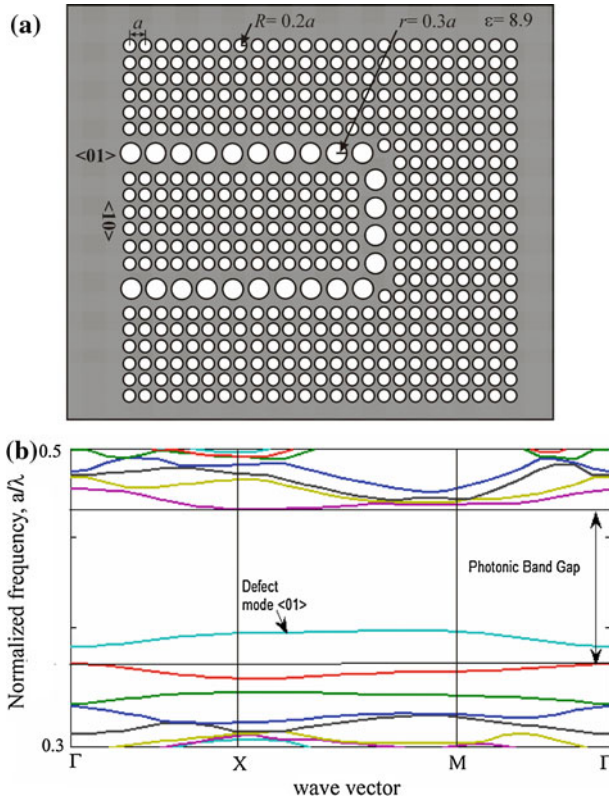 (a)
a
R= 0.2a
r= 0.3a
ε= 8.9
<01>
<10>
(b)
0.5
Normalized frequency, a/λ
Defect
mode <01>
Photonic Band Gap
0.3
Γ
X
M
Γ
wave vector